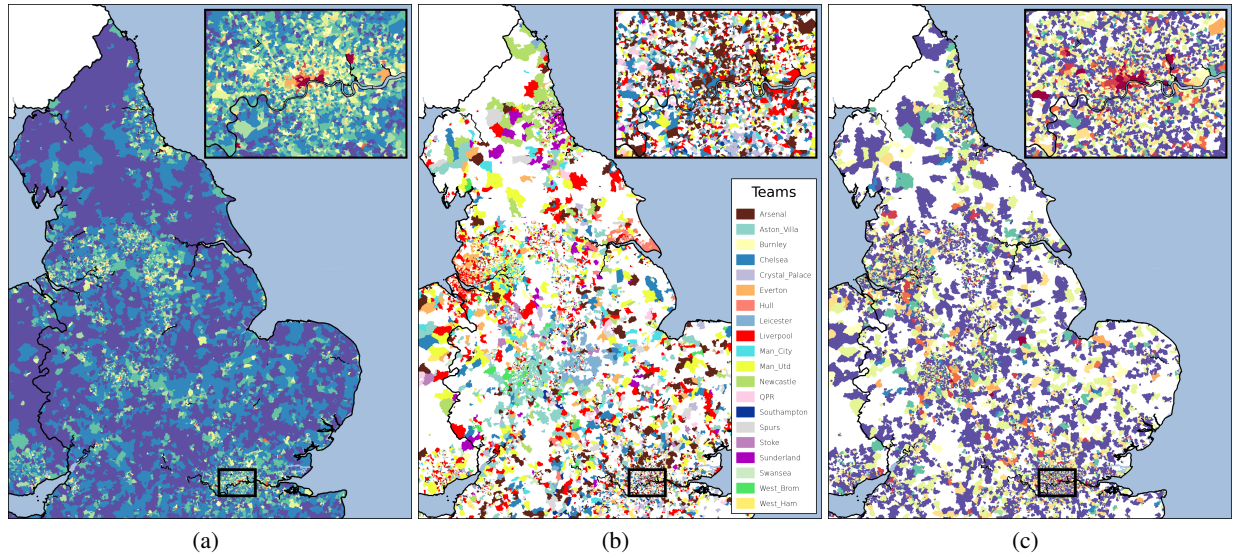 Teams
Arsenal
Aston_Villa
Burnley
Chelsea
Crystal_Palace
Everton
Hull
Leicester
Liverpool
Man_City
Man_Utd
Newcastle
QPR
Southampton
Spurs
Stoke
Sunderland
Swansea
West_Brom
West_Ham
(a)
(b)
(c)